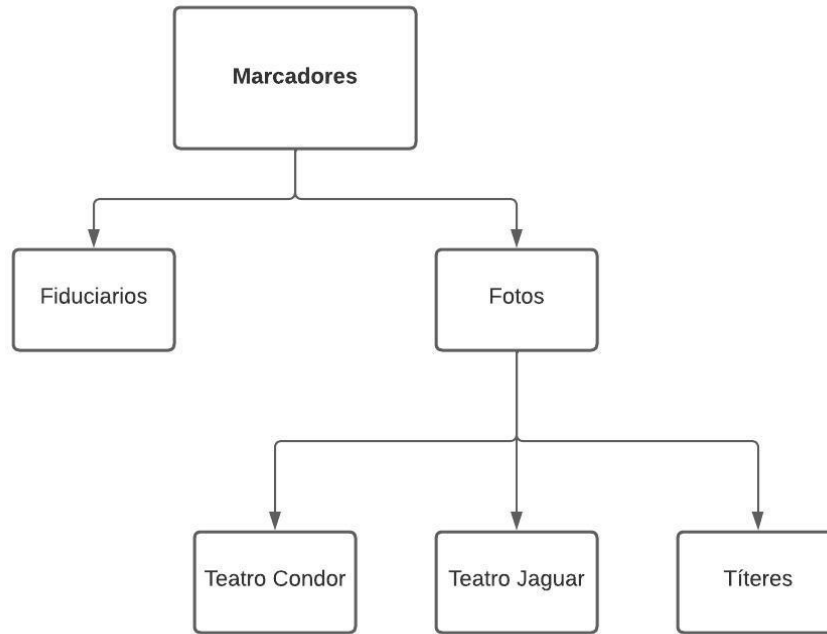 Marcadores
Fiduciarios
Fotos
Teatro Condor
Teatro Jaguar
Títeres